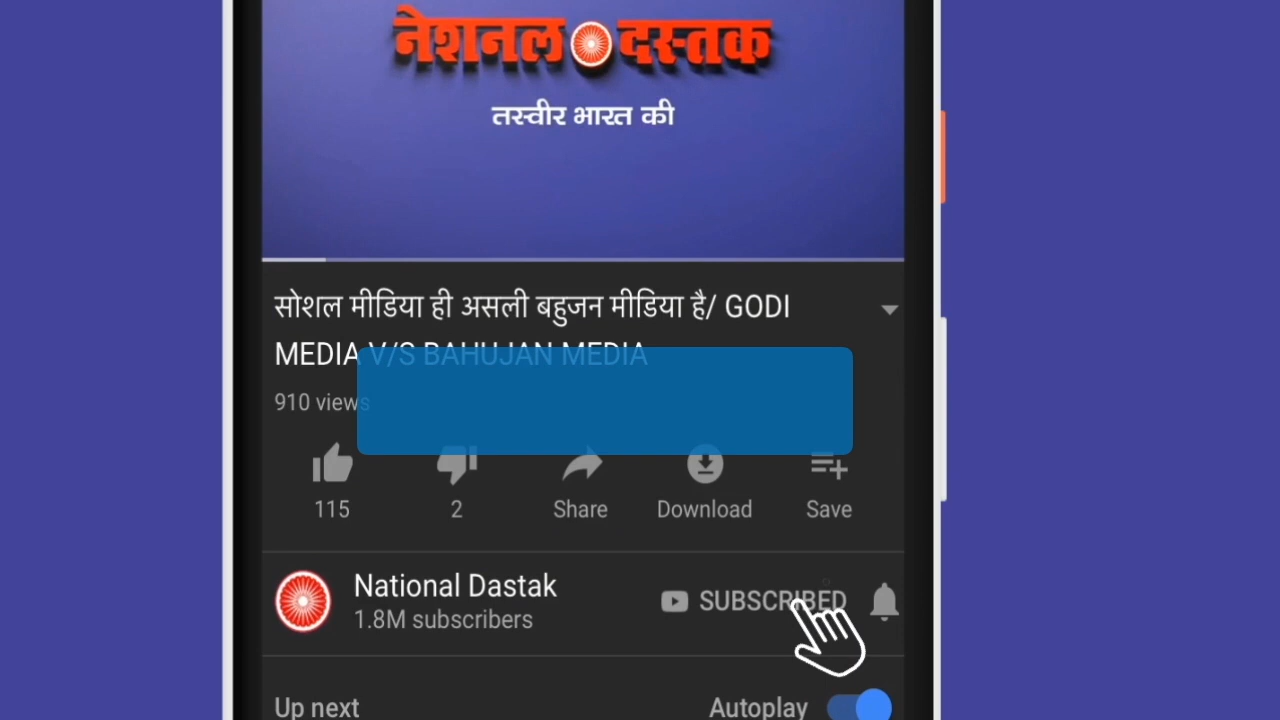 नेशनल दस्तक
तस्वीर भारत की
सोशल मीडिया ही असली बहुजन मीडिया है/ GODI
MEDIA V/S BAHUJAN MEDIA
910 views
115
2
Share
Download
Save
National Dastak
SUBSCRIBED
1.8M subscribers
Up next
Autoplay